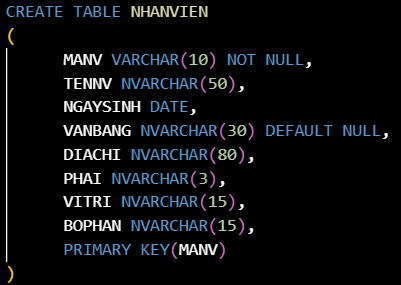 CREATE TABLE NHANVIEN
(
MANV VARCHAR(10) NOT NULL,
TENNV NVARCHAR(50),
NGAYSINH DATE,
VANBANG NVARCHAR(30) DEFAULT NULL,
DIACHI NVARCHAR(80),
PHAI NVARCHAR(3),
VITRI NVARCHAR(15),
BOPHAN NVARCHAR(15),
PRIMARY KEY(MANV)
)